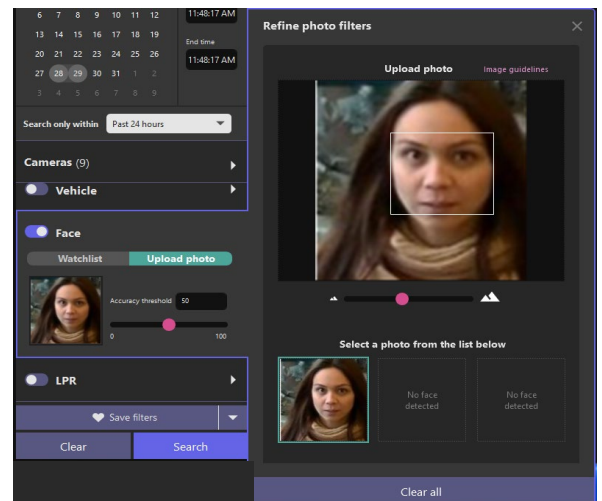 6 7 8 9 10 11 12
11:48:17 AM
13 14 15 16 17 18 19
End time
20 21 22 23 24 25 26
11:48:17 AM
27 28 29 30 31 1 2
3 4 5 6 7 8 9
Search only within Past 24 hours
Cameras (9)
Vehicle
Face
Watchlist Upload photo
Accuracy threshold 50
0 100
LPR
Save filters
Clear Search
Refine photo filters
Upload photo Image guidelines
Select a photo from the list below
No face
detected
No face
detected
Clear all